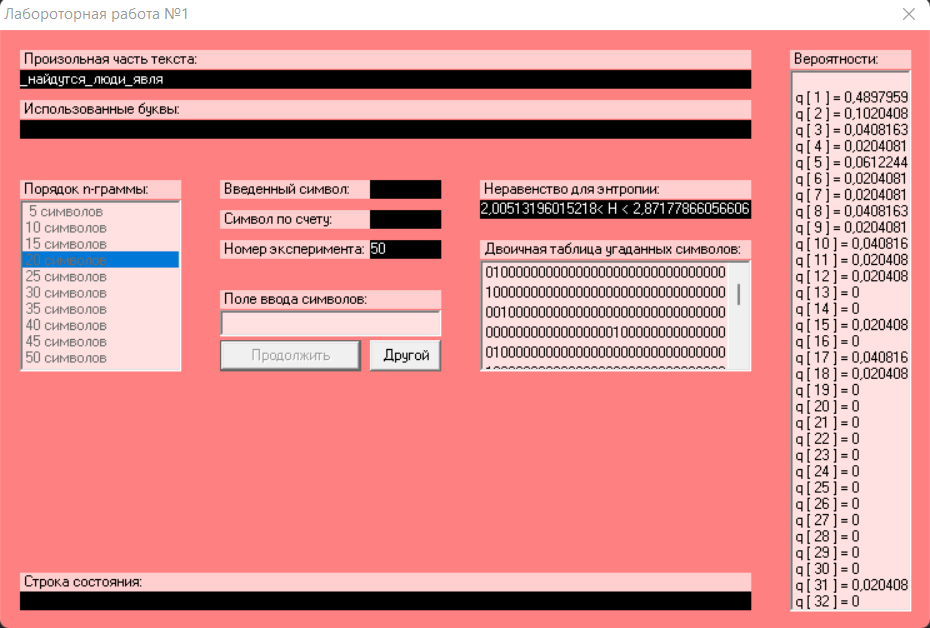 Лабороторная работа №1
Произольная часть текста:
_найдутся_люди_явля
Использованные буквы:
Порядок n-граммы:
5 символов
10 символов
15 символов
20 символов
25 символов
30 символов
35 символов
40 символов
45 символов
50 символов
Введенный символ:
Символ по счету:
Номер эксперимента: 50
Поле ввода символов:
Продолжить
Другой
Неравенство для энтропии:
2,00513196015218< H < 2,87177866056606
Двоичная таблица угаданных символов:
01000000000000000000000000000000
10000000000000000000000000000000
00100000000000000000000000000000
00000000000000000100000000000000
01000000000000000000000000000000
10000000000000000000000000000000
Строка состояния:
Вероятности:
q [ 1 ] = 0,4897959
q [ 2 ] = 0,1020408
q [ 3 ] = 0,0408163
q [ 4 ] = 0,0204081
q [ 5 ] = 0,0612244
q [ 6 ] = 0,0204081
q [ 7 ] = 0,0204081
q [ 8 ] = 0,0408163
q [ 9 ] = 0,0204081
q [ 10 ] = 0,040816
q [ 11 ] = 0,020408
q [ 12 ] = 0,020408
q [ 13 ] = 0
q [ 14 ] = 0
q [ 15 ] = 0,020408
q [ 16 ] = 0
q [ 17 ] = 0,040816
q [ 18 ] = 0,020408
q [ 19 ] = 0
q [ 20 ] = 0
q [ 21 ] = 0
q [ 22 ] = 0
q [ 23 ] = 0
q [ 24 ] = 0
q [ 25 ] = 0
q [ 26 ] = 0
q [ 27 ] = 0
q [ 28 ] = 0
q [ 29 ] = 0
q [ 30 ] = 0
q [ 31 ] = 0,020408
q [ 32 ] = 0